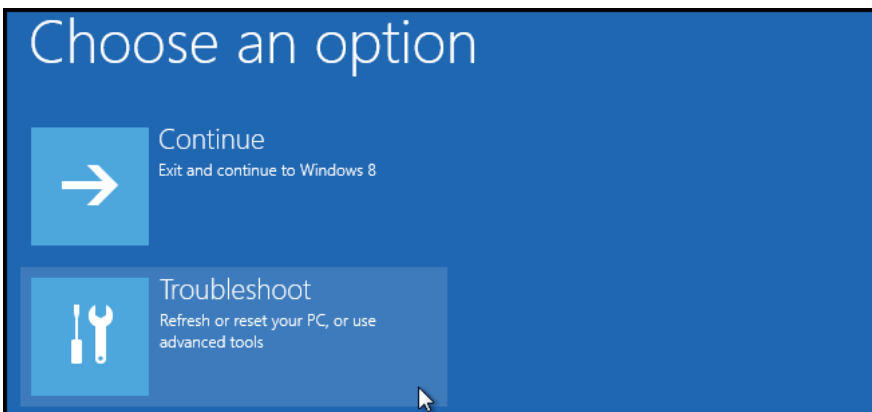 Choose an option
Continue
Exit and continue to Windows 8
Troubleshoot
Refresh or reset your PC, or use
advanced tools